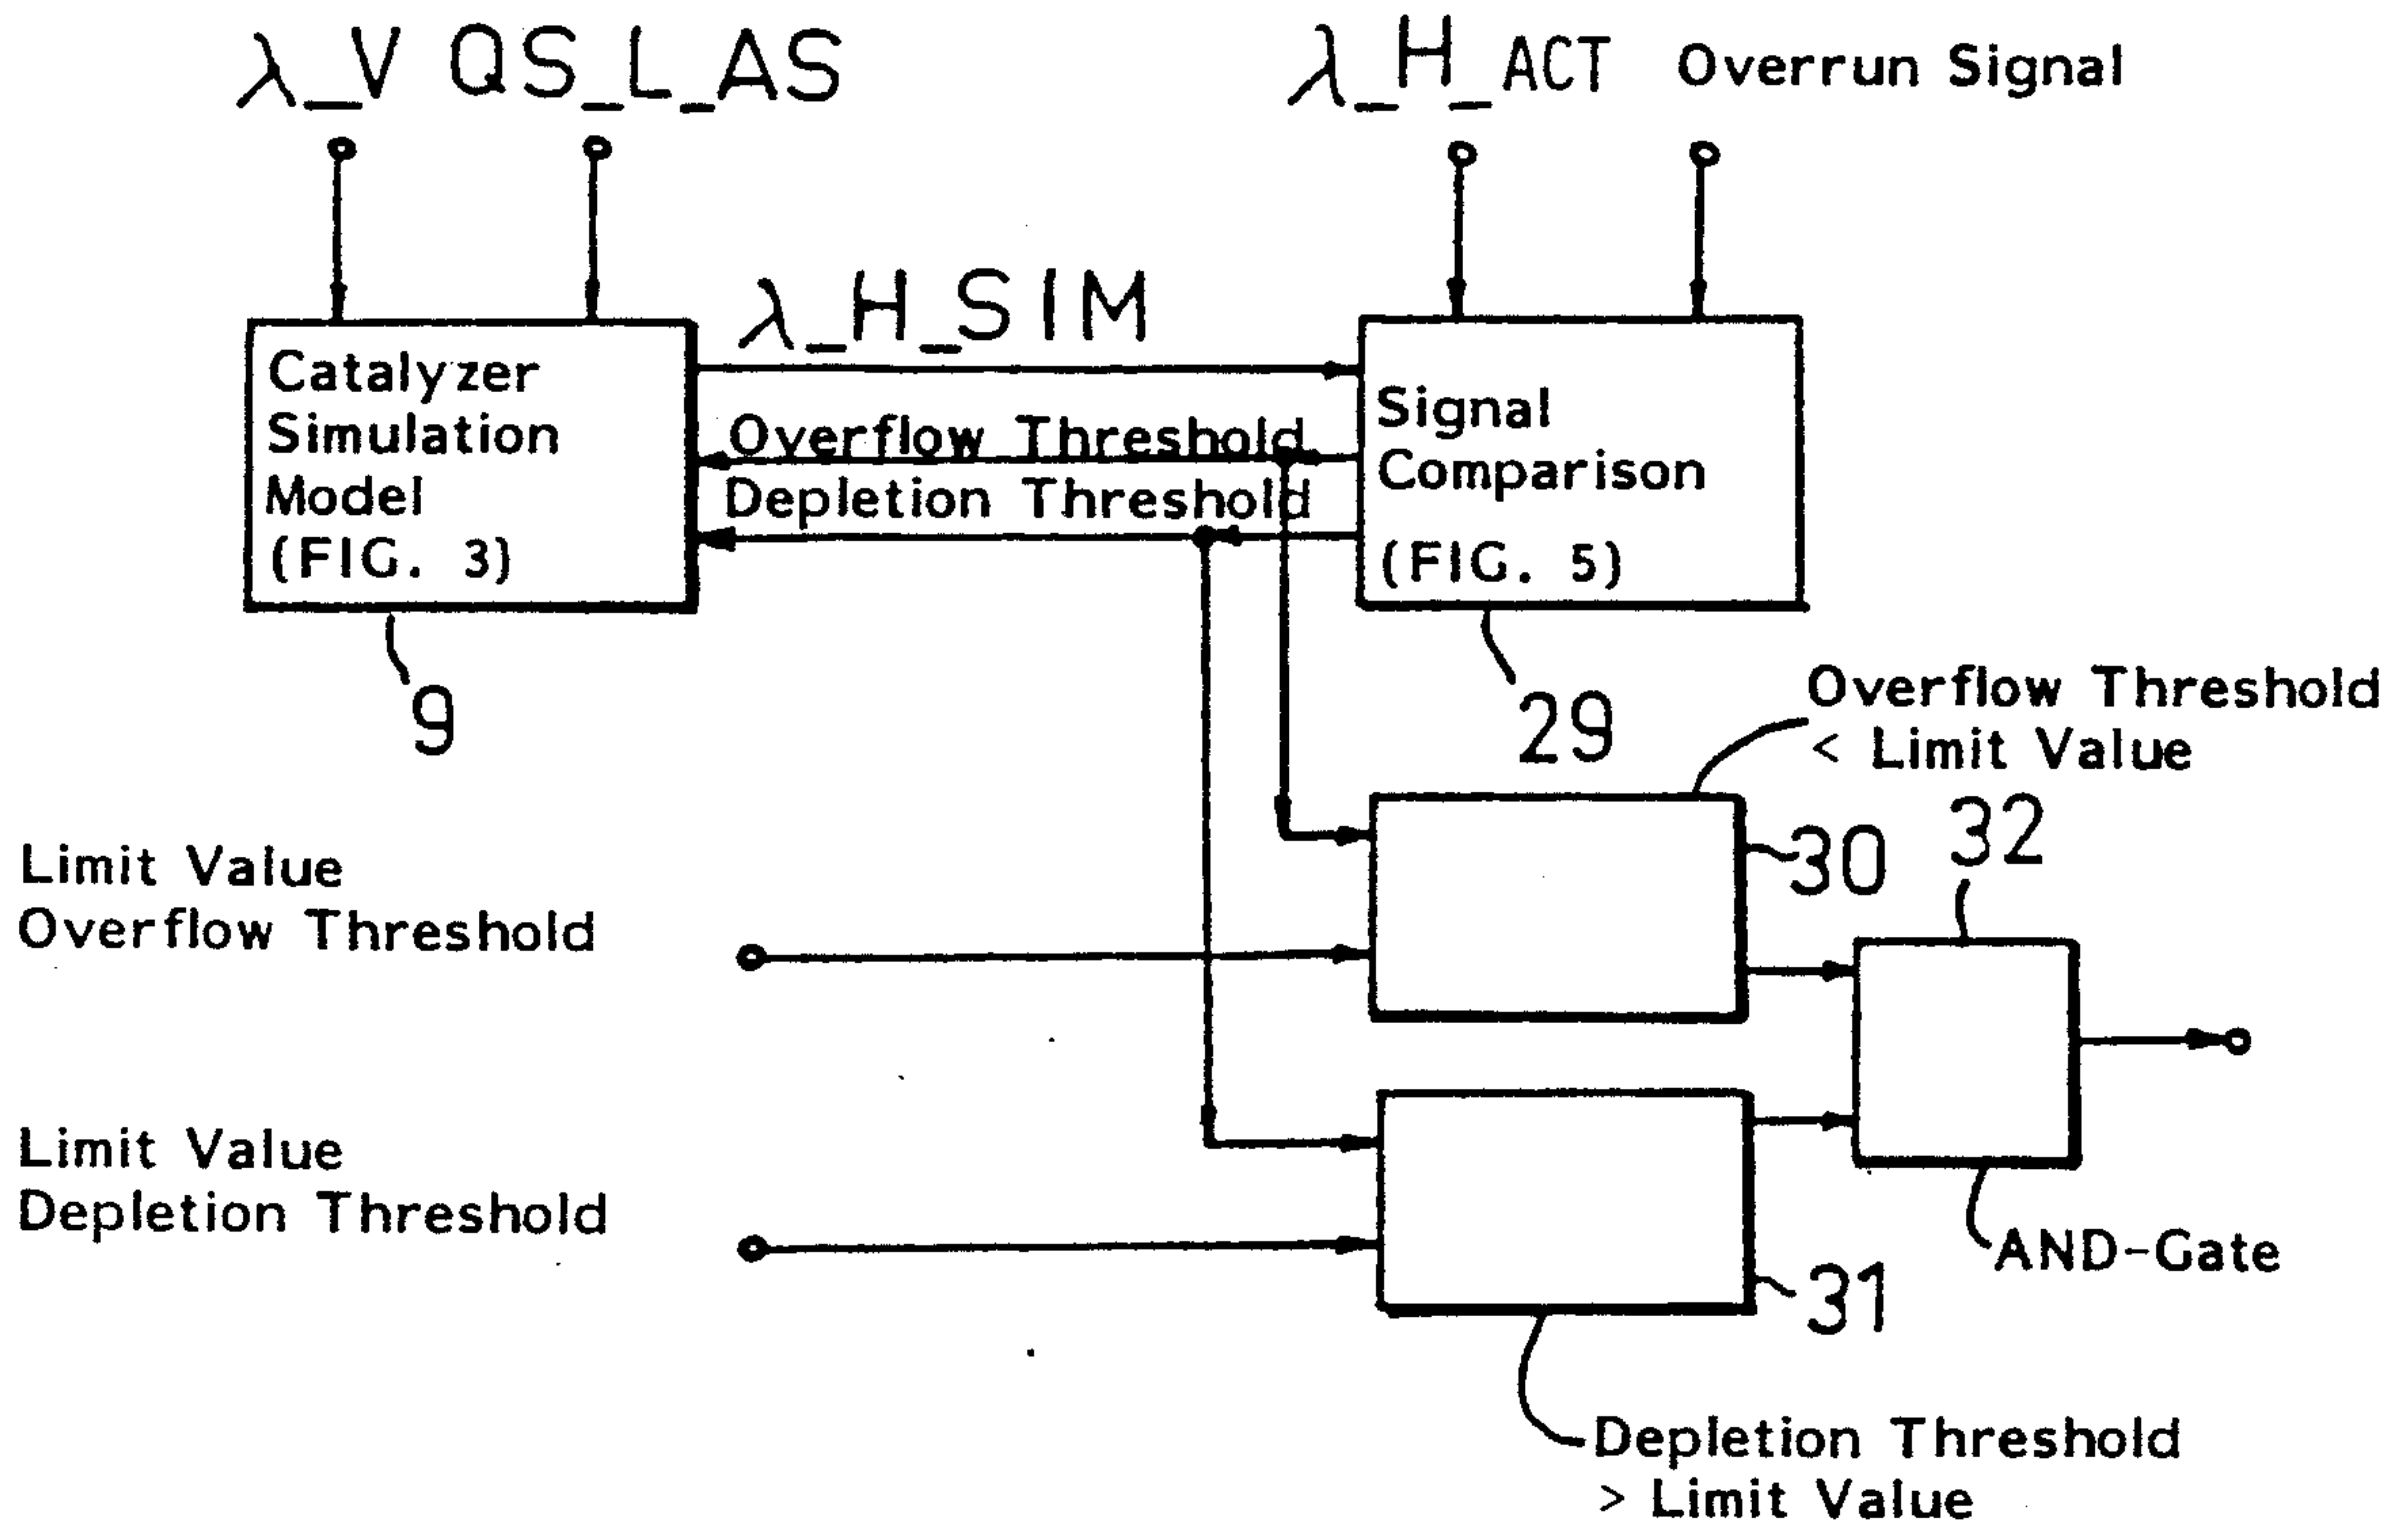 λ_V QS_L_AS
λ_H_ACT Overrun Signal
λ_H_SIM
Catalyzer
Simulation
Model
(FIG. 3)
Overflow Threshold
Depletion Threshold
Signal
Comparison
(FIG. 5)
9
29
Overflow Threshold
< Limit Value
30
32
Limit Value
Overflow Threshold
Limit Value
Depletion Threshold
AND-Gate
31
Depletion Threshold
> Limit Value